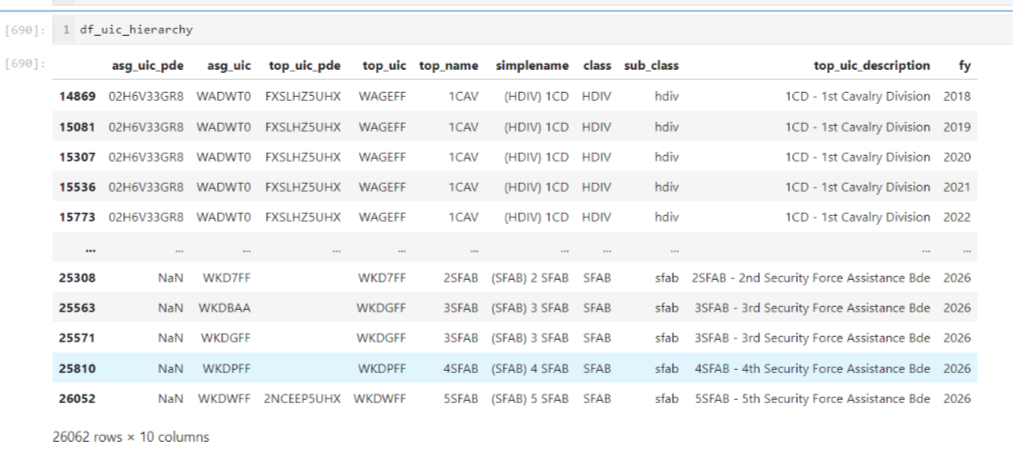 [690]: 1 df_uic_hierarchy
[690]:
asg_uic_pde asg_uic top_uic_pde top_uic top_name simplename class sub_class top_uic_description fy
14869 02H6V33GR8 WADWT0 FXSLHZ5UHX WAGEFF 1CAV (HDIV) 1CD HDIV hdiv 1CD - 1st Cavalry Division 2018
15081 02H6V33GR8 WADWT0 FXSLHZ5UHX WAGEFF 1CAV (HDIV) 1CD HDIV hdiv 1CD - 1st Cavalry Division 2019
15307 02H6V33GR8 WADWT0 FXSLHZ5UHX WAGEFF 1CAV (HDIV) 1CD HDIV hdiv 1CD - 1st Cavalry Division 2020
15536 02H6V33GR8 WADWT0 FXSLHZ5UHX WAGEFF 1CAV (HDIV) 1CD HDIV hdiv 1CD - 1st Cavalry Division 2021
15773 02H6V33GR8 WADWT0 FXSLHZ5UHX WAGEFF 1CAV (HDIV) 1CD HDIV hdiv 1CD - 1st Cavalry Division 2022
... ... ... ... ... ... ... ... ... ... ...
25308 NaN WKD7FF WKD7FF 2SFAB (SFAB) 2 SFAB SFAB sfab 2SFAB - 2nd Security Force Assistance Bde 2026
25563 NaN WKDBAA WKDGFF 3SFAB (SFAB) 3 SFAB SFAB sfab 3SFAB - 3rd Security Force Assistance Bde 2026
25571 NaN WKDGFF WKDGFF 3SFAB (SFAB) 3 SFAB SFAB sfab 3SFAB - 3rd Security Force Assistance Bde 2026
25810 NaN WKDPFF WKDPFF 4SFAB (SFAB) 4 SFAB SFAB sfab 4SFAB - 4th Security Force Assistance Bde 2026
26052 NaN WKDWFF 2NCEEP5UHX WKDWFF 5SFAB (SFAB) 5 SFAB SFAB sfab 5SFAB - 5th Security Force Assistance Bde 2026
26062 rows × 10 columns